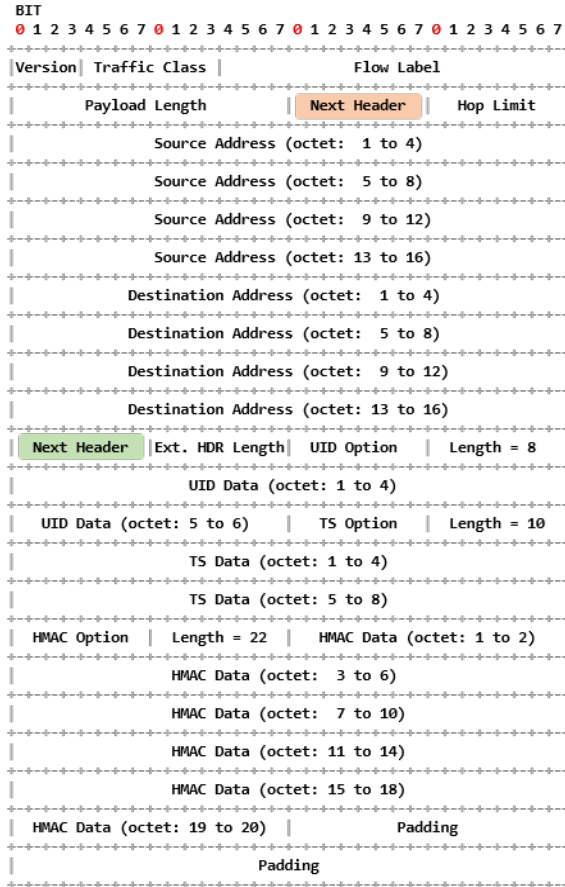 BIT
0 1 2 3 4 5 6 7 0 1 2 3 4 5 6 7 0 1 2 3 4 5 6 7 0 1 2 3 4 5 6 7
Version Traffic Class Flow Label
Payload Length Next Header Hop Limit
Source Address (octet: 1 to 4)
Source Address (octet: 5 to 8)
Source Address (octet: 9 to 12)
Source Address (octet: 13 to 16)
Destination Address (octet: 1 to 4)
Destination Address (octet: 5 to 8)
Destination Address (octet: 9 to 12)
Destination Address (octet: 13 to 16)
Next Header Ext. HDR Length UID Option Length = 8
UID Data (octet: 1 to 4)
UID Data (octet: 5 to 6) TS Option Length = 10
TS Data (octet: 1 to 4)
TS Data (octet: 5 to 8)
HMAC Option Length = 22 HMAC Data (octet: 1 to 2)
HMAC Data (octet: 3 to 6)
HMAC Data (octet: 7 to 10)
HMAC Data (octet: 11 to 14)
HMAC Data (octet: 15 to 18)
HMAC Data (octet: 19 to 20) Padding
Padding